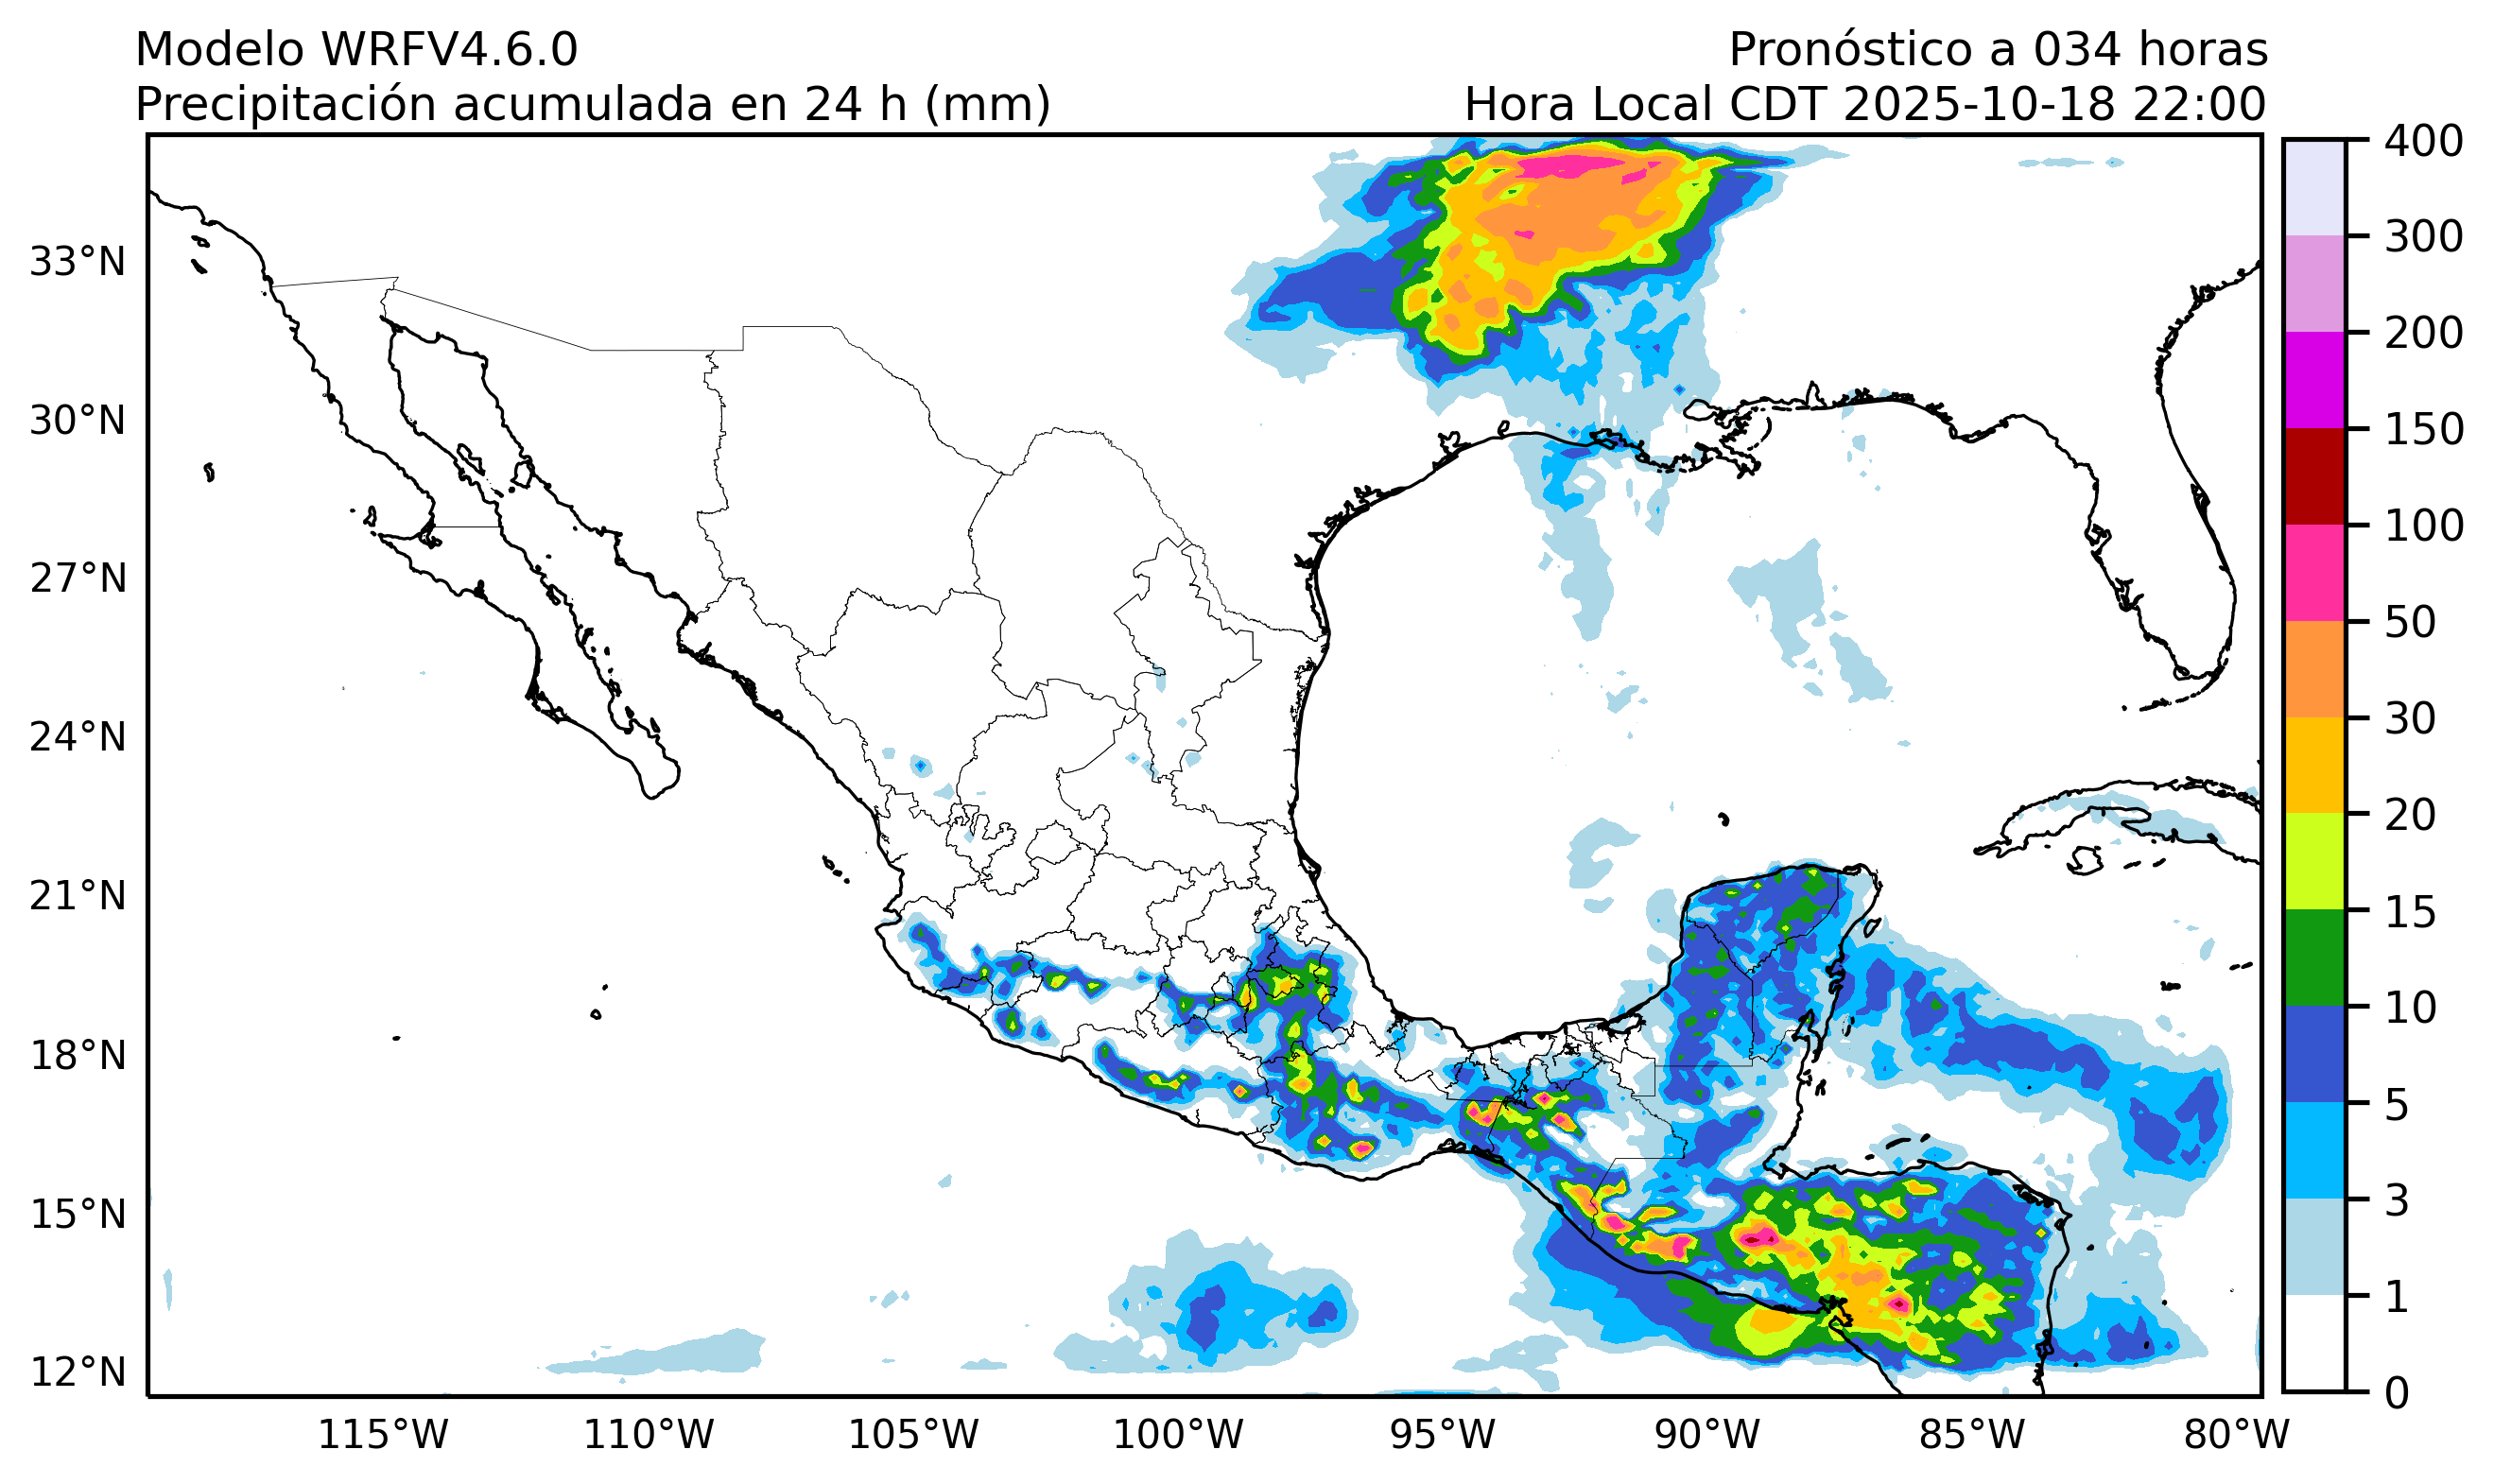 Modelo WRFV4.6.0
Pronóstico a 034 horas
Precipitación acumulada en 24 h (mm)
Hora Local CDT 2025-10-18 22:00
33°N
30°N
27°N
24°N
21°N
18°N
15°N
12°N
115°W
110°W
105°W
100°W
95°W
90°W
85°W
80°W
400
300
200
150
100
50
30
20
15
10
5
3
1
0